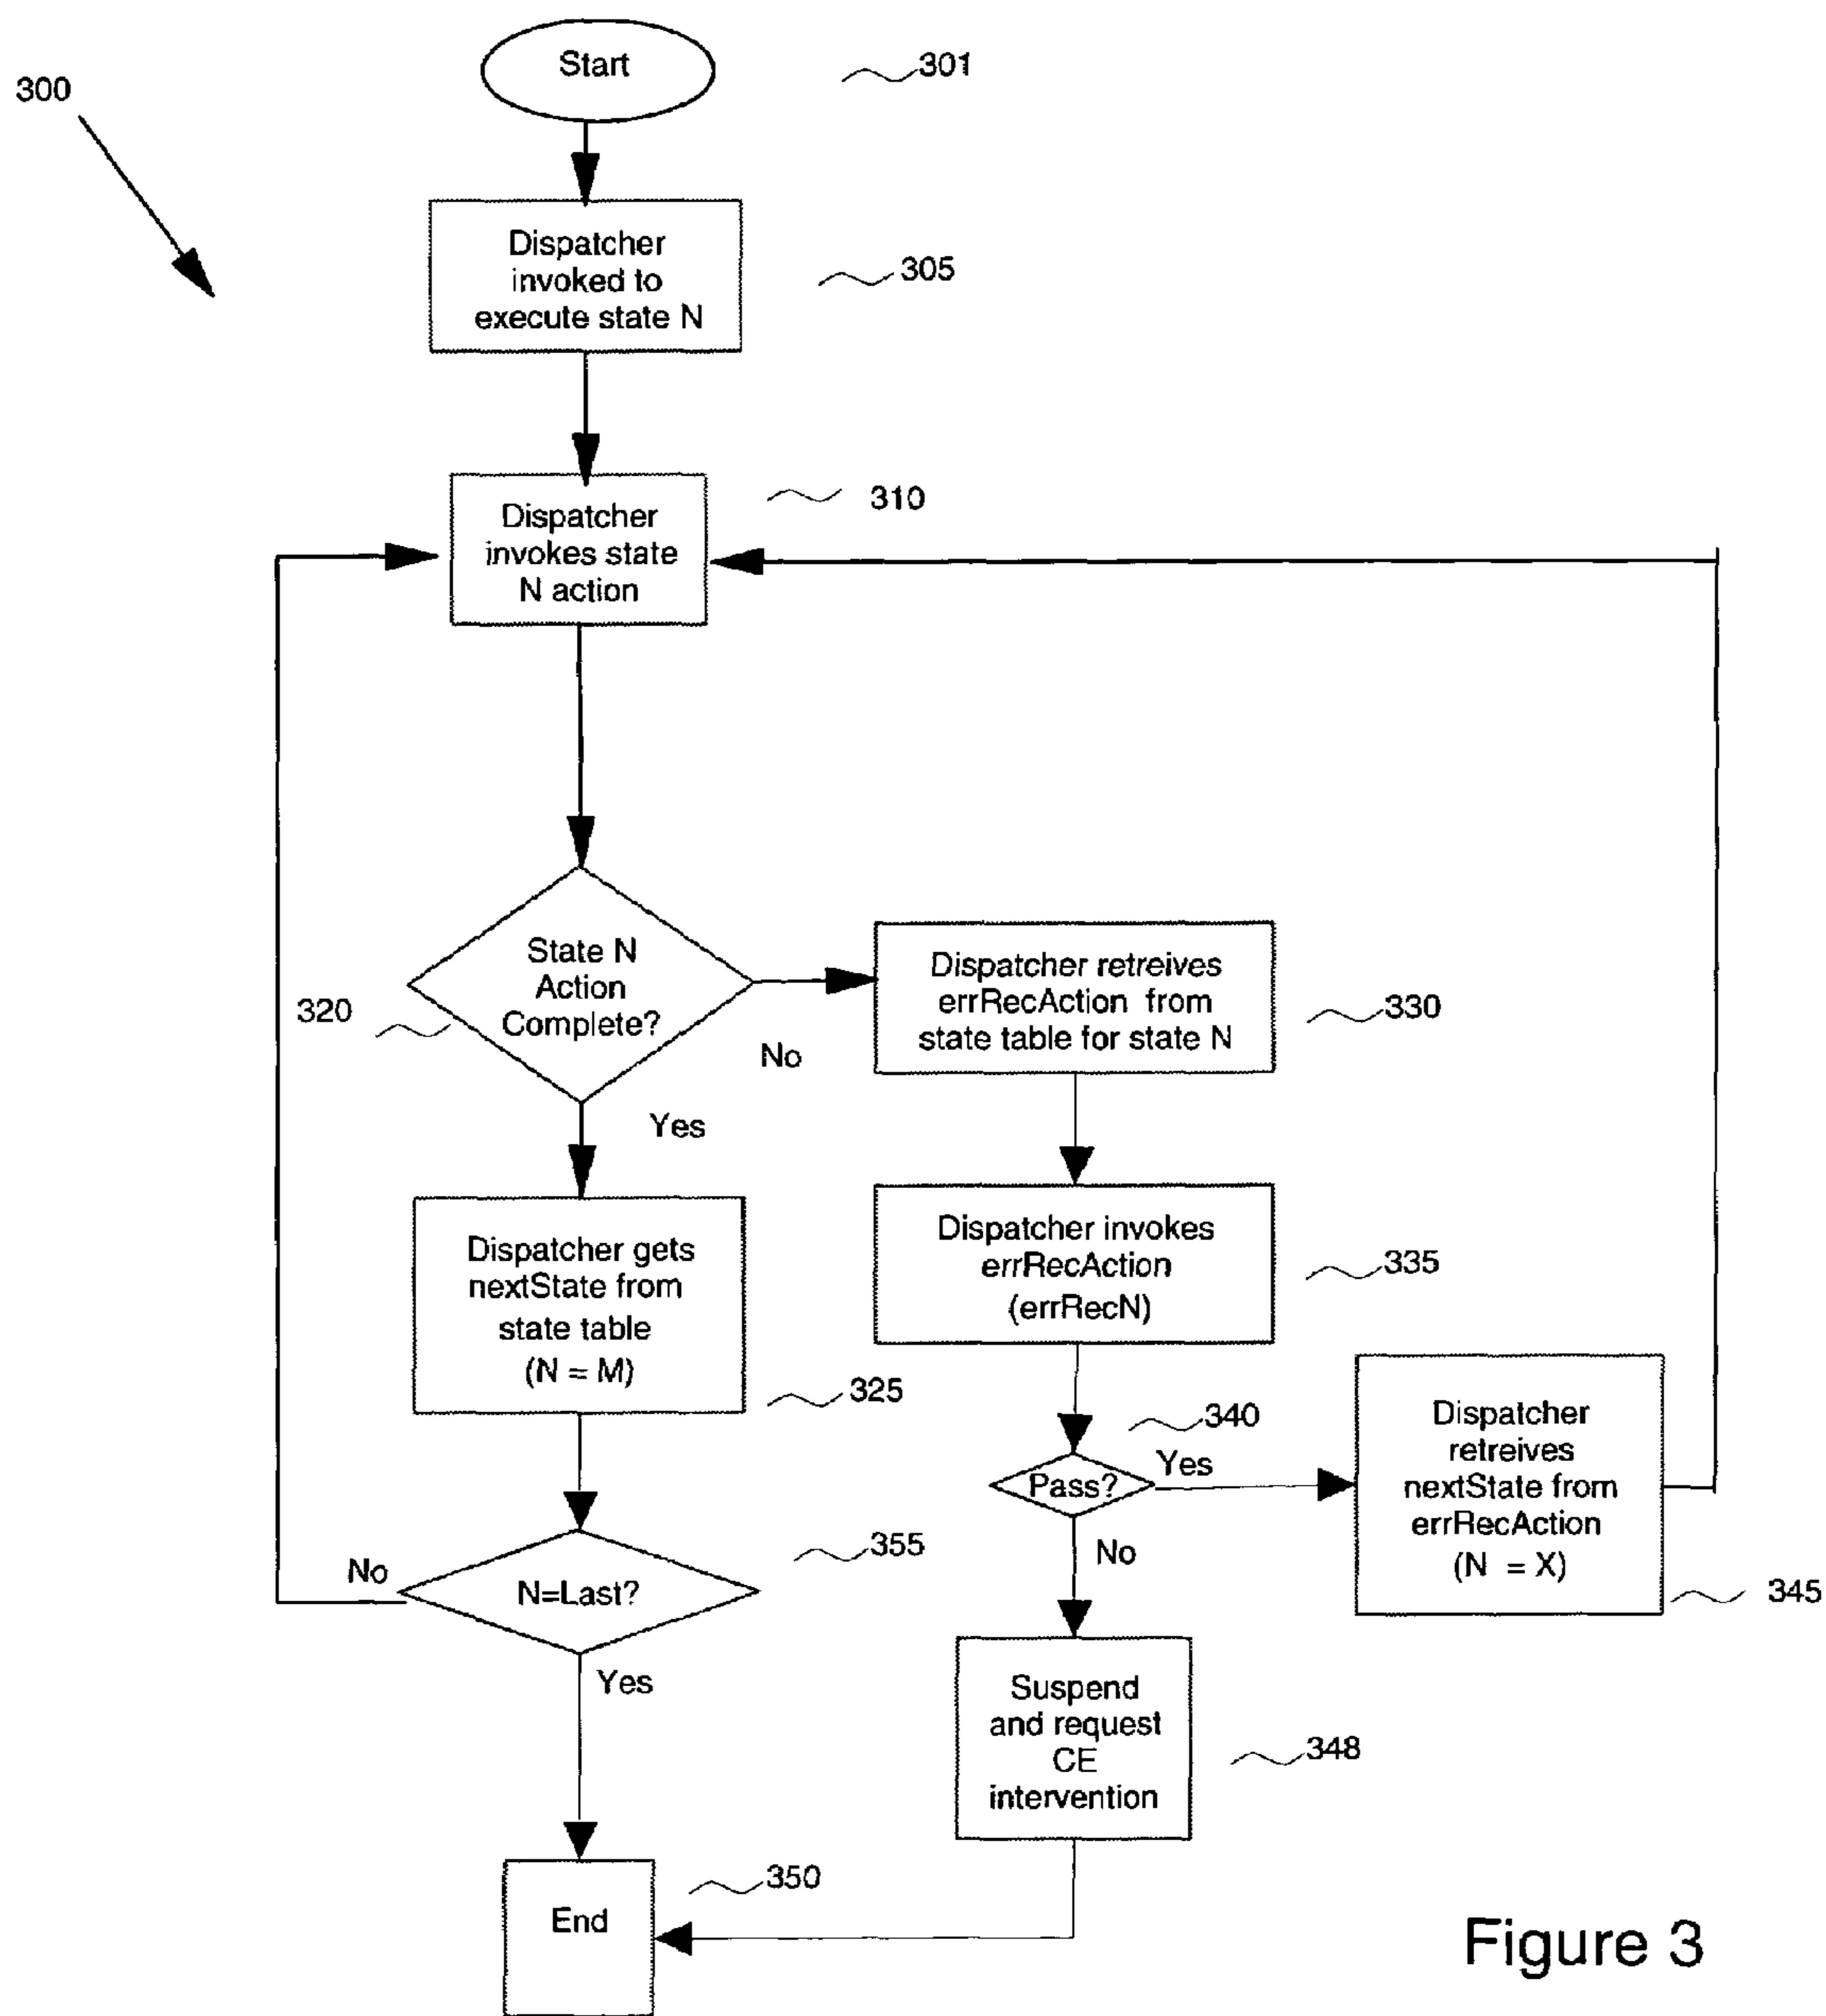 300
Start
301
Dispatcher
invoked to
execute state N
305
310
Dispatcher
invokes state
N action
State N
Action
Complete?
320
No
Yes
Dispatcher retreives
errRecAction from
state table for state N
330
Dispatcher gets
nextState from
state table
(N = M)
325
Dispatcher invokes
errRecAction
(errRecN)
335
340
Pass?
Yes
No
Dispatcher
retreives
nextState from
errRecAction
(N = X)
345
355
No
N=Last?
Yes
Suspend
and request
CE
intervention
348
350
End
Figure 3